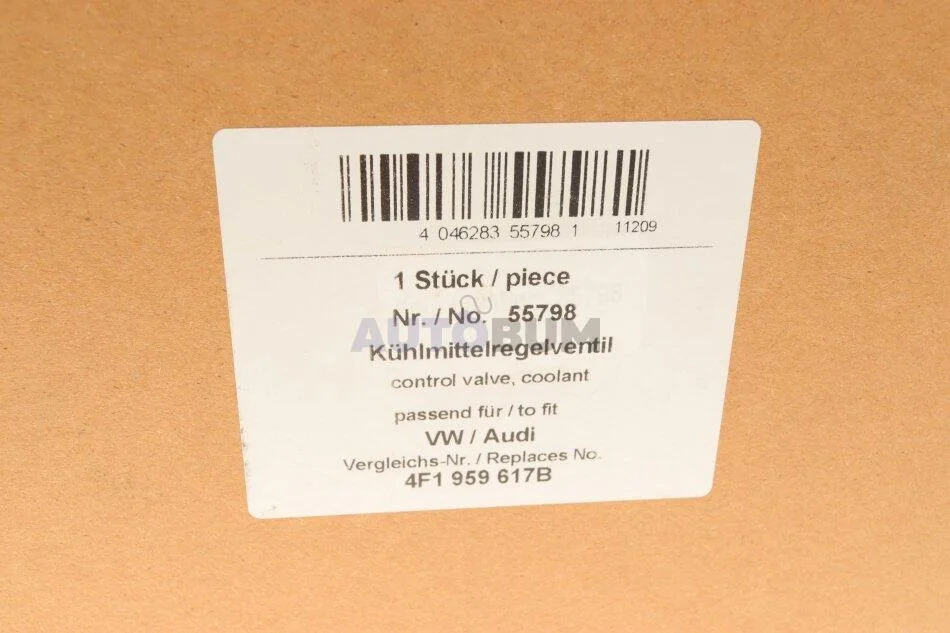 4 046283 55798 1 11209
1 Stück / piece
Nr. / No. 55798
AUTOBUM
Kühlmittelregelventil
control valve, coolant
passend für / to fit
VW / Audi
Vergleichs-Nr. / Replaces No.
4F1 959 617B